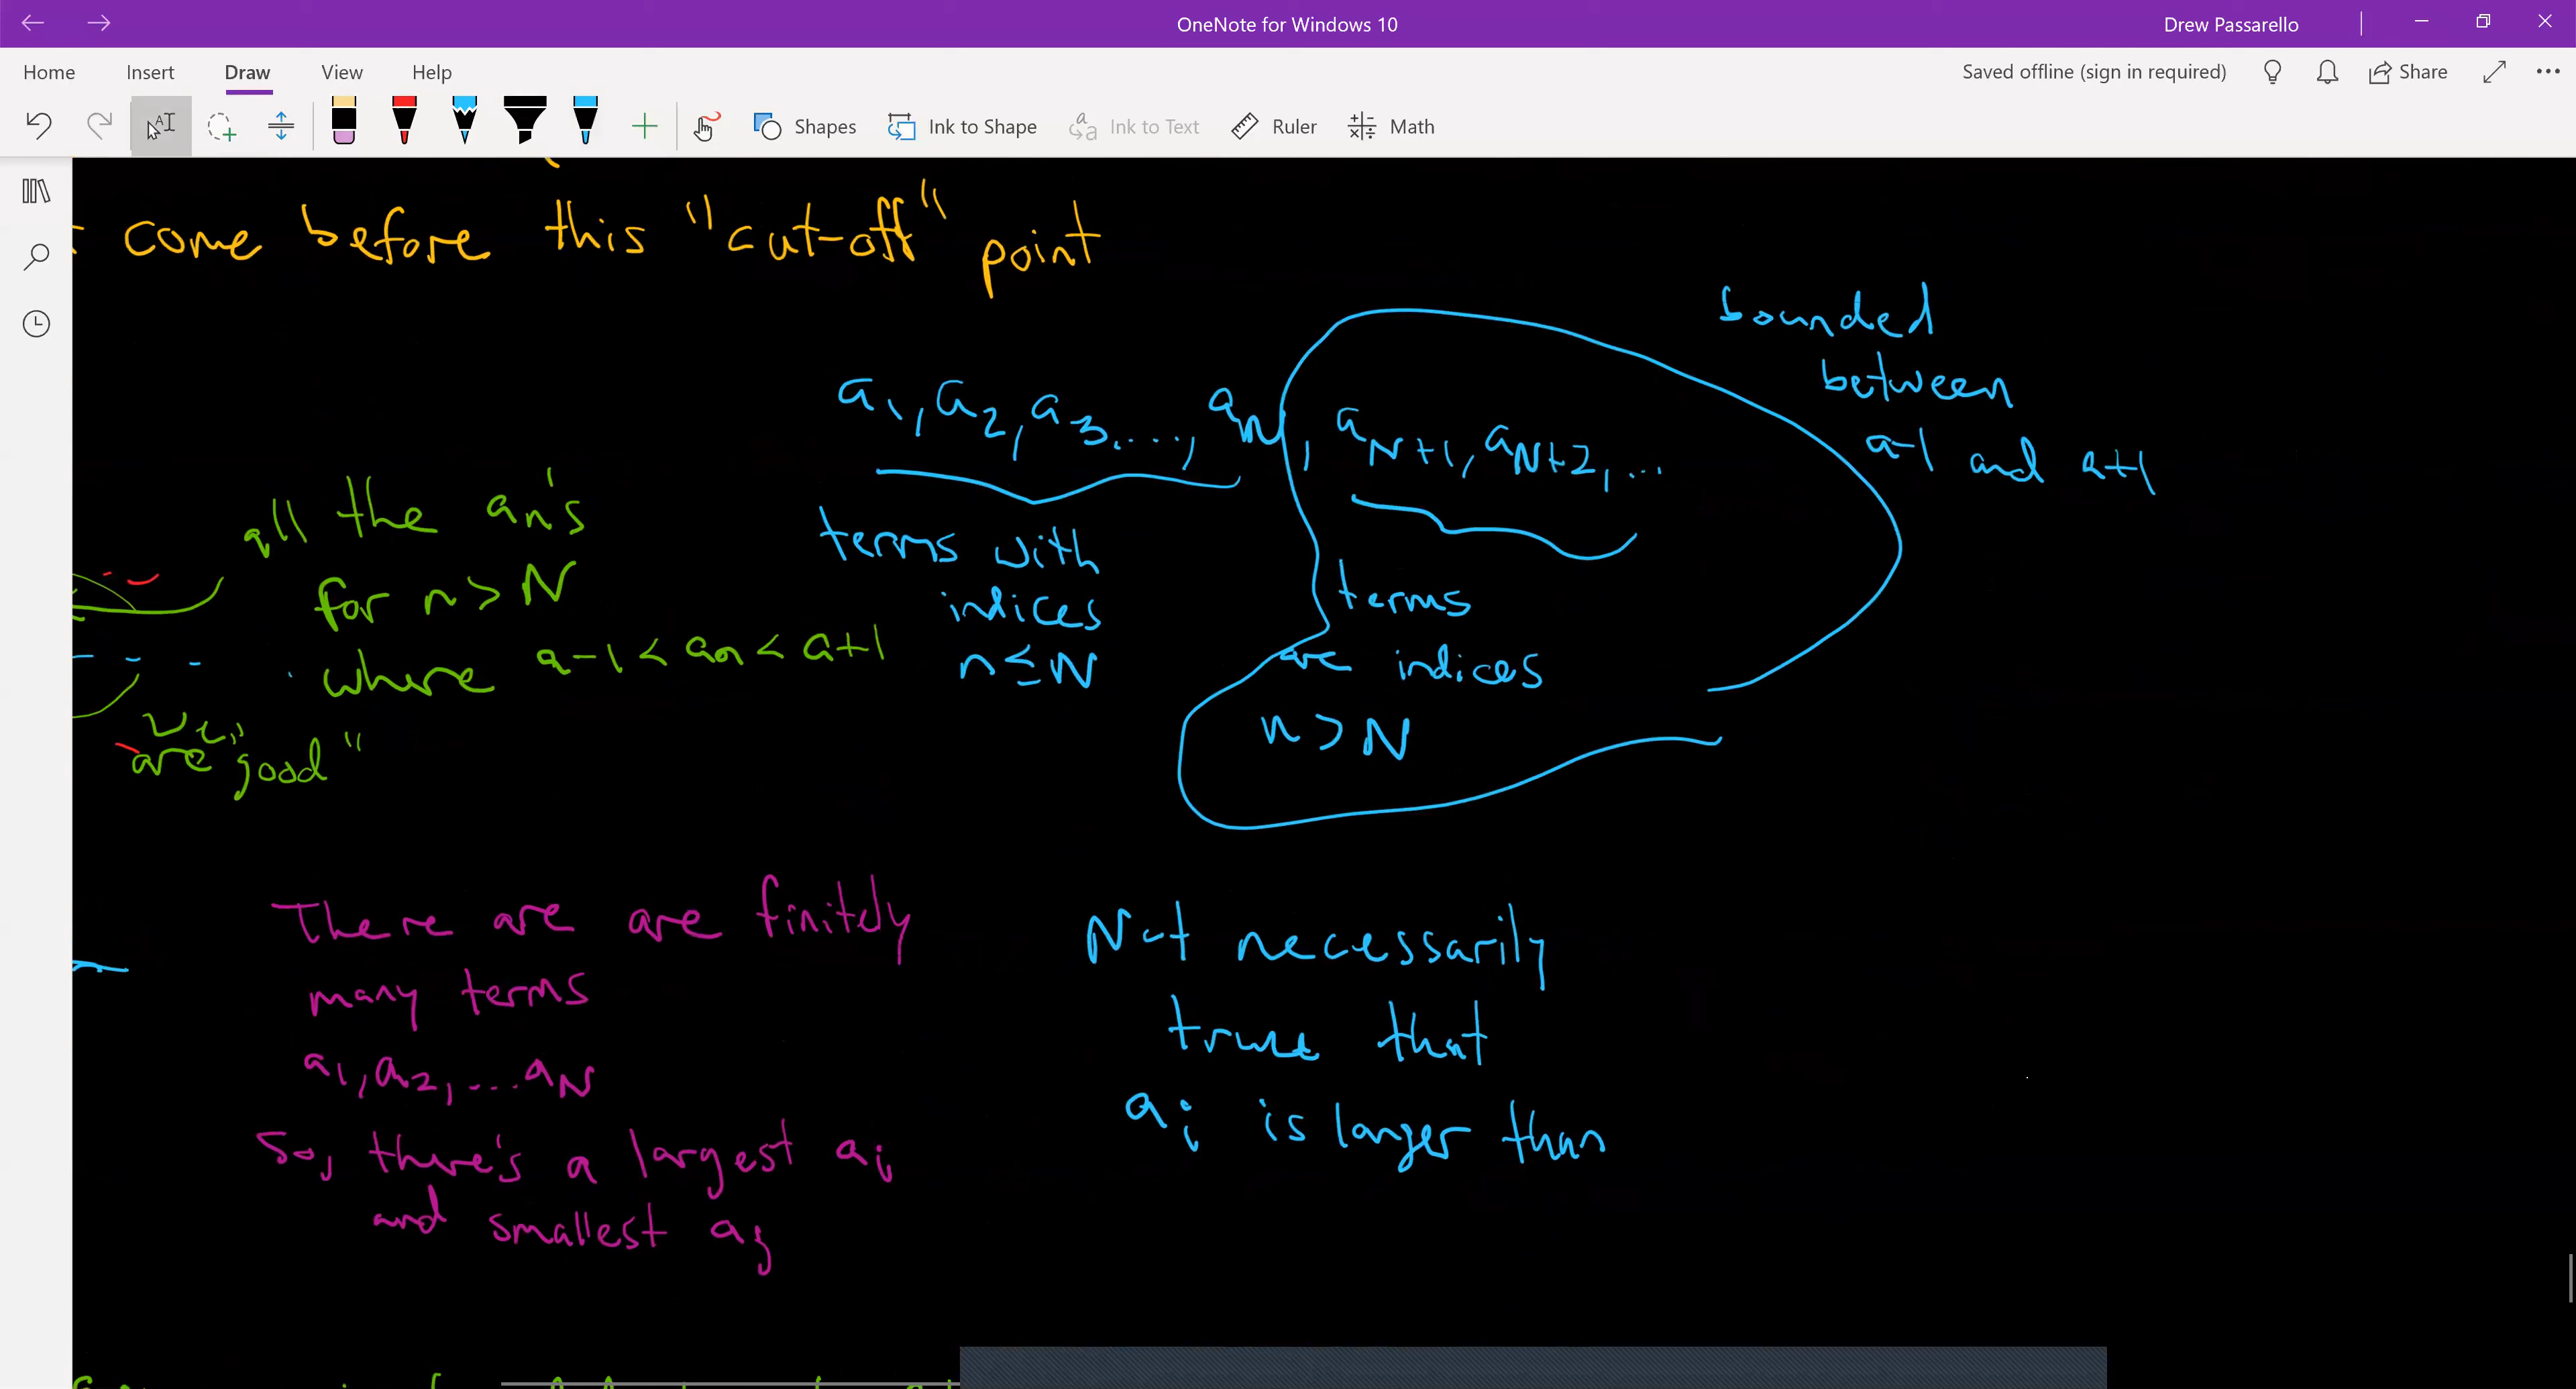 OneNote for Windows 10
Drew Passarello
Home Insert Draw View Help
Saved offline (sign in required)
Share
Shapes
Ink to Shape
Ink to Text
Ruler
Math
come before this "cut-off" point
bounded
between
a-1 and a+1
a1, a2, a3, ..., aN, aN+1, aN+2, ...
terms with
indices
n ≤ N
terms
are indices
n > N
all the an's
for n > N
where a-1 < an < a+1
are good"
There are are finitely
many terms
a1, a2, ... aN
So, there's a largest ai
and smallest aj
Not necessarily
true that
ai is larger than